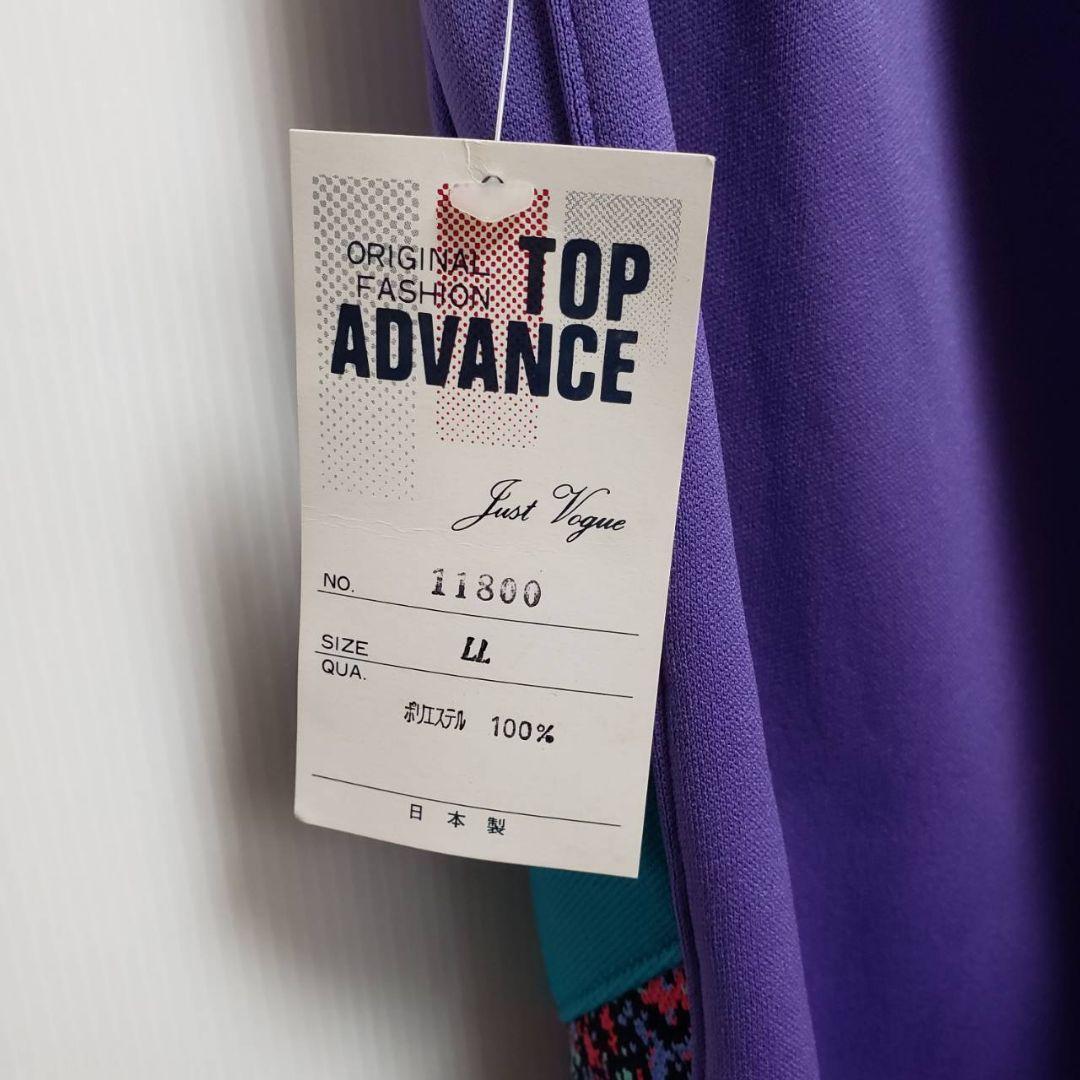 ORIGINAL
FASHION
TOP
ADVANCE
Just Vogue
NO. 11800
SIZE LL
QUA.
ポリエステル 100%
日本製